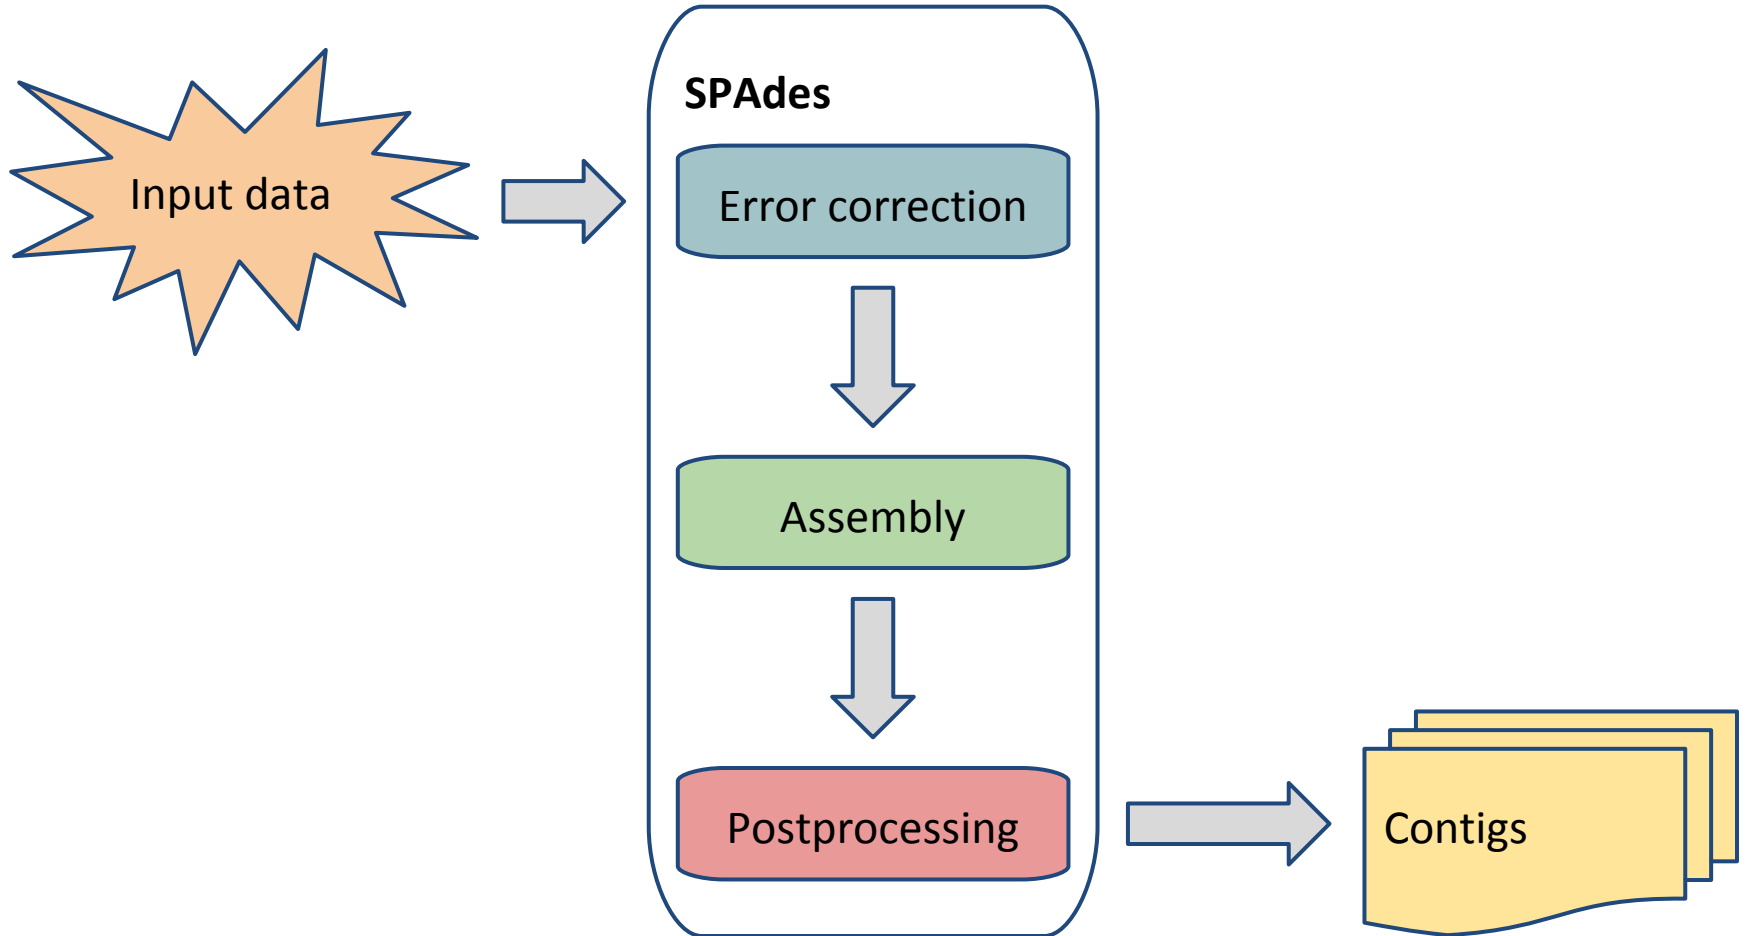 SPAdes
Input data
Error correction
Assembly
Postprocessing
Contigs